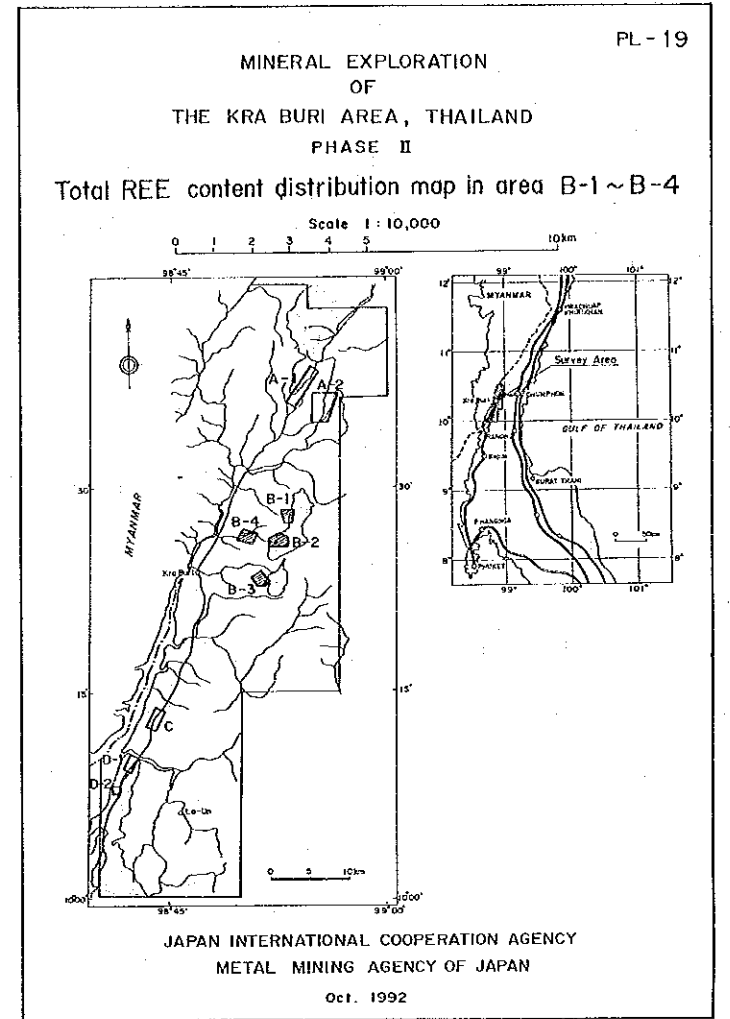 PL-19
MINERAL EXPLORATION
OF
THE KRA BURI AREA, THAILAND
PHASE II
Total REE content distribution map in area B-1~B-4
Scale 1:10,000
0 1 2 3 4 5 10km
98°45' 99°00'
A-1
A-2
30' 30'
B-1
B-4
B-2
MYANMAR
Kra Buri
B-3
15' 15'
C
D-1
D-2
La-Un
0 5 10km
10°00' 10°00'
98°45' 99°00'
99° 100° 101°
12° 12°
MYANMAR
PRACHUAP
KHIRIKHAN
11° 11°
Survey Area
CHUMPHON
10° 10°
GULF OF THAILAND
RANONG
SURAT THANI
9° 9°
PHANGNGA
0 50km
8° 8°
PHUKET
99° 100° 101°
JAPAN INTERNATIONAL COOPERATION AGENCY
METAL MINING AGENCY OF JAPAN
Oct. 1992